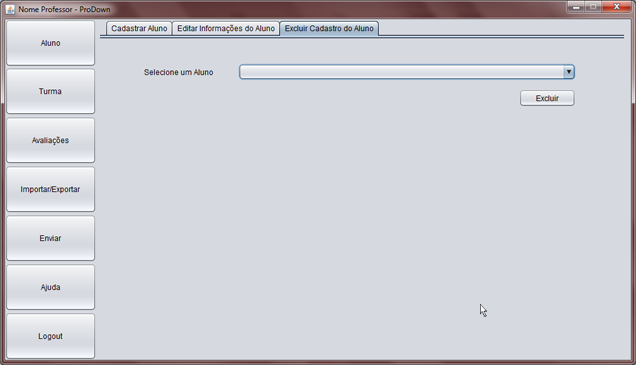 Nome Professor - ProDown
Aluno
Turma
Avaliações
Importar/Exportar
Enviar
Ajuda
Logout
Cadastrar Aluno
Editar Informações do Aluno
Excluir Cadastro do Aluno
Selecione um Aluno
Excluir